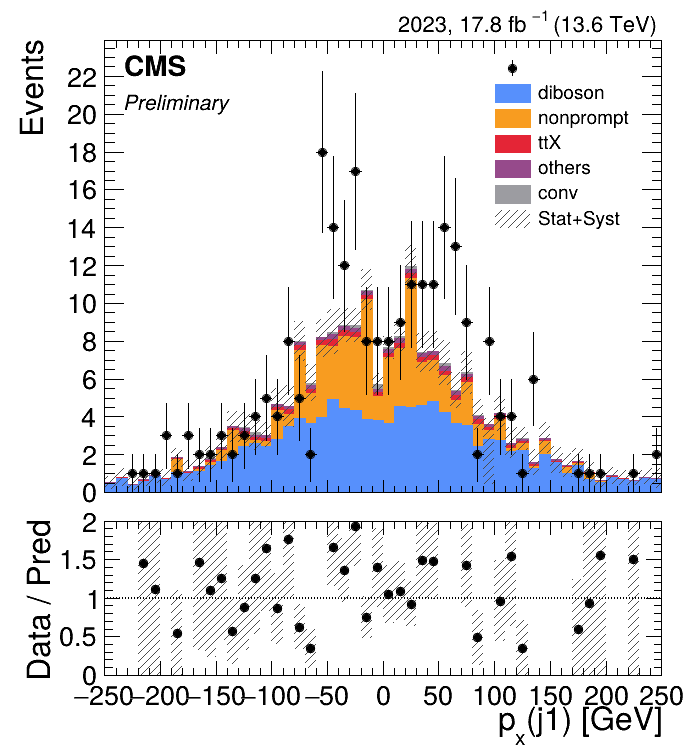 2023, 17.8 fb⁻¹ (13.6 TeV)
Events
CMS
Preliminary
diboson
nonprompt
ttX
others
conv
Stat+Syst
22
20
18
16
14
12
10
8
6
4
2
0
Data / Pred
2
1.5
1
0.5
0
−250 −200 −150 −100 −50 0 50 100 150 200 250
pₓ(j1) [GeV]